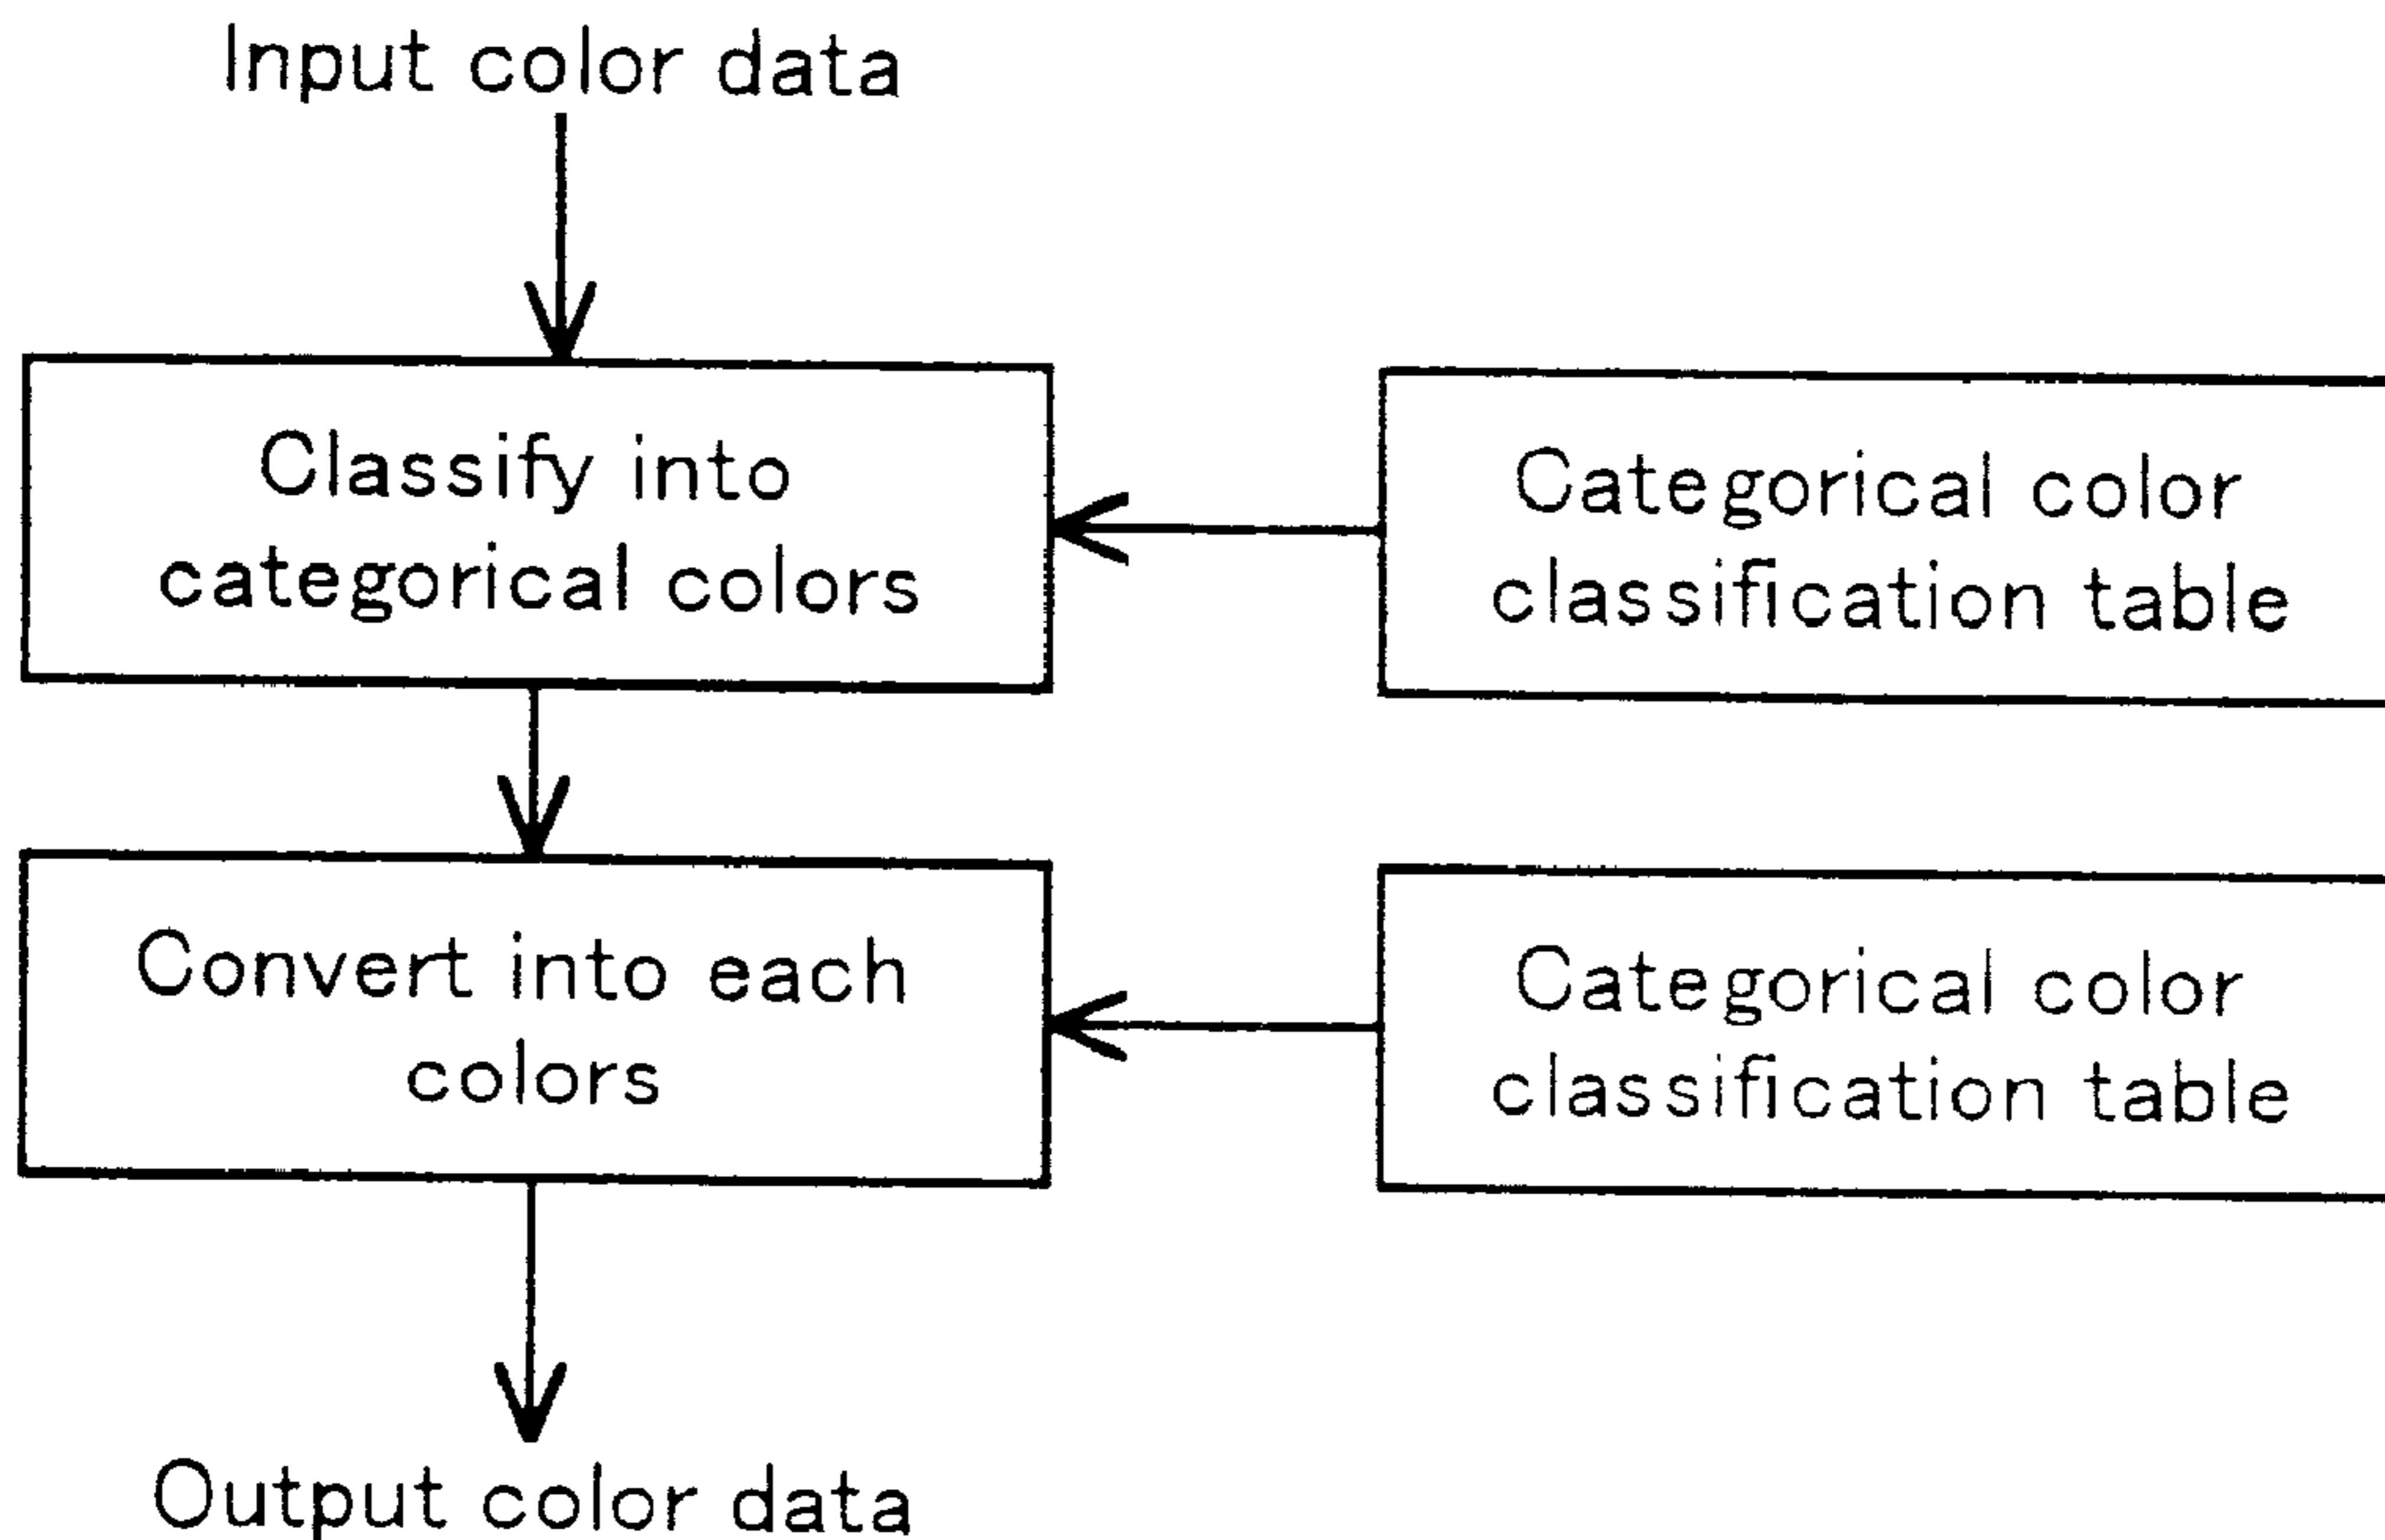 Input color data
Classify into
categorical colors
Categorical color
classification table
Convert into each
colors
Categorical color
classification table
Output color data